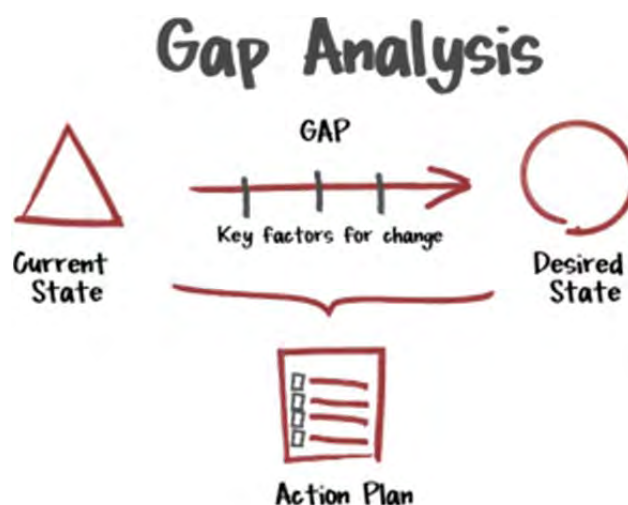 Gap Analysis
GAP
Key factors for change
Current
State
Desired
State
Action Plan